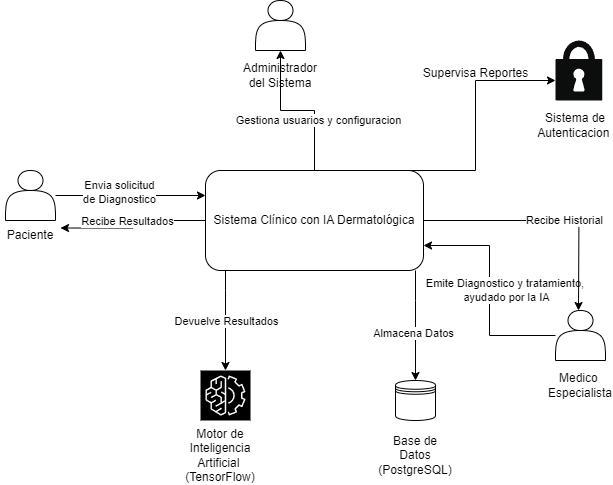 Administrador
del Sistema
Supervisa Reportes
Gestiona usuarios y configuracion
Sistema de
Autenticacion
Envia solicitud
de Diagnostico
Paciente
Recibe Resultados
Sistema Clínico con IA Dermatológica
Recibe Historial
Emite Diagnostico y tratamiento,
ayudado por la IA
Devuelve Resultados
Almacena Datos
Medico
Especialista
Motor de
Inteligencia
Artificial
(TensorFlow)
Base de
Datos
(PostgreSQL)